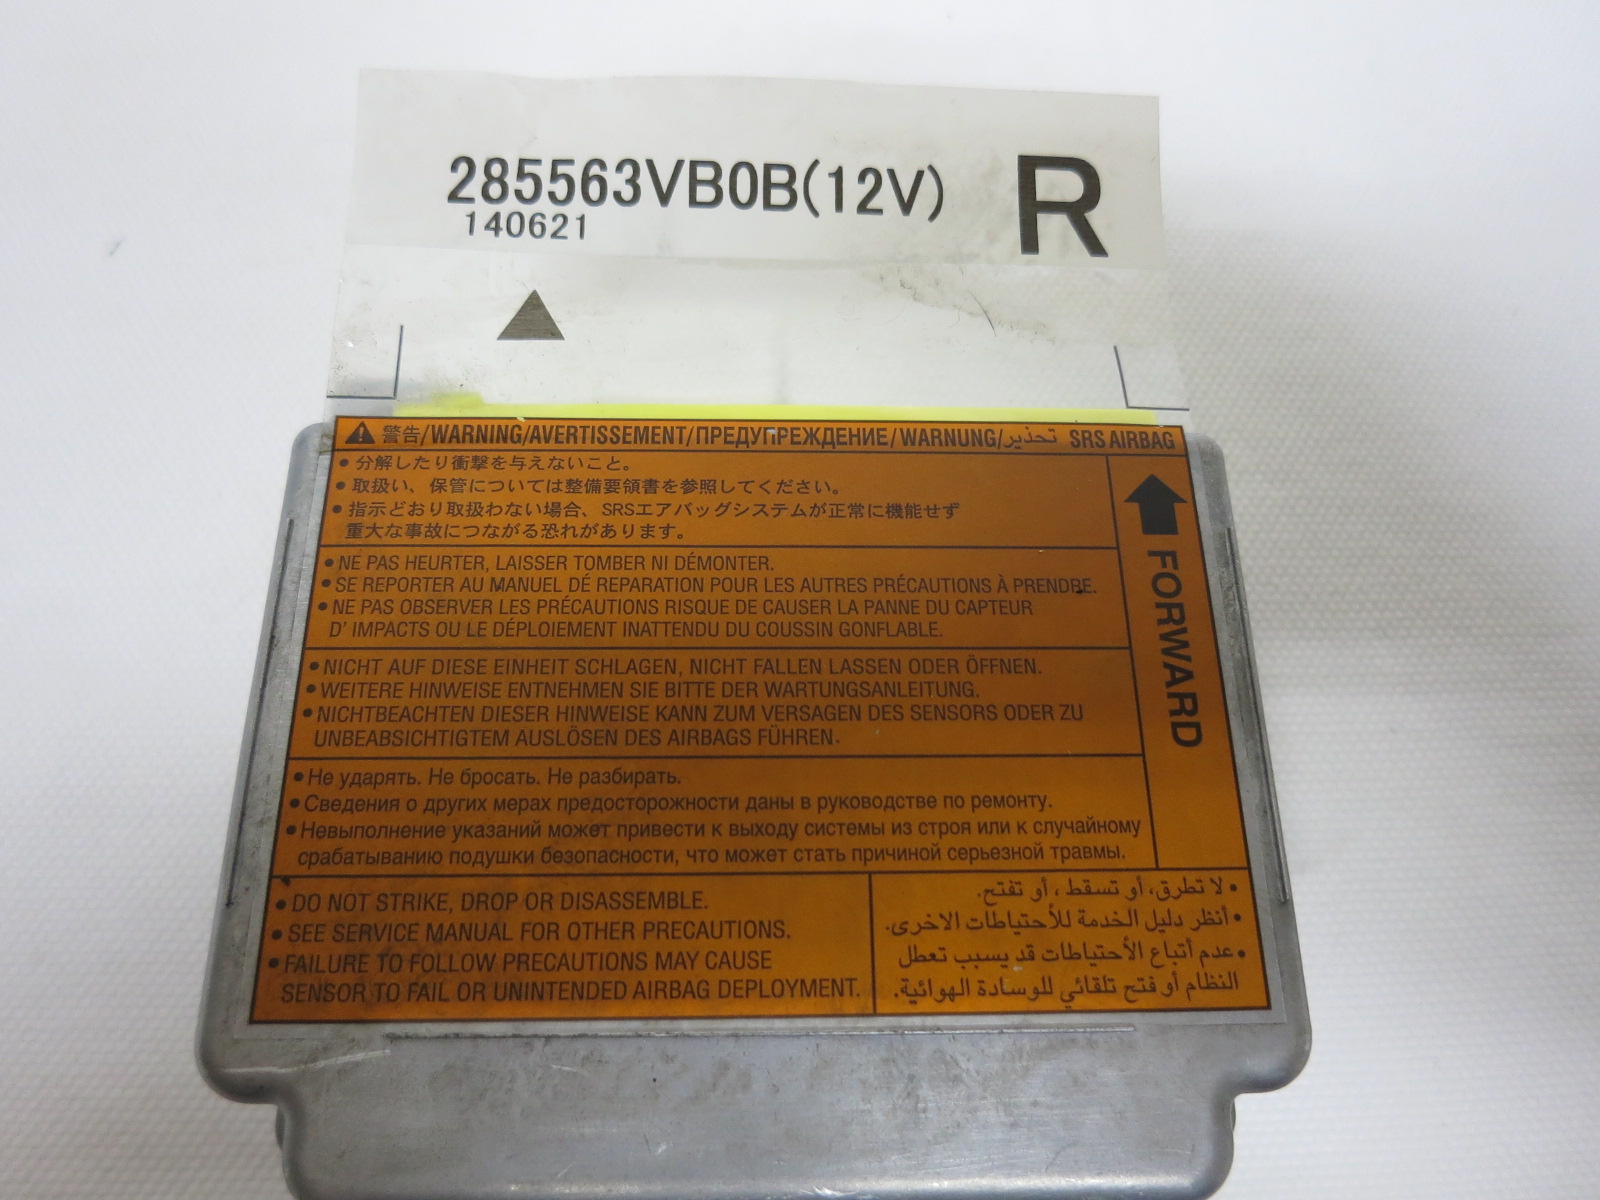 285563VB0B(12V)
140621
R
警告/WARNING/AVERTISSEMENT/ПРЕДУПРЕЖДЕНИЕ/WARNUNG/تحذير SRS AIRBAG
• 分解したり衝撃を与えないこと。
• 取扱い、保管については整備要領書を参照してください。
• 指示どおり取扱わない場合、SRSエアバッグシステムが正常に機能せず
重大な事故につながる恐れがあります。
FORWARD
• NE PAS HEURTER, LAISSER TOMBER NI DÉMONTER.
• SE REPORTER AU MANUEL DÉ REPARATION POUR LES AUTRES PRÉCAUTIONS À PRENDRE.
• NE PAS OBSERVER LES PRÉCAUTIONS RISQUE DE CAUSER LA PANNE DU CAPTEUR
D' IMPACTS OU LE DÉPLOIEMENT INATTENDU DU COUSSIN GONFLABLE.
• NICHT AUF DIESE EINHEIT SCHLAGEN, NICHT FALLEN LASSEN ODER ÖFFNEN.
• WEITERE HINWEISE ENTNEHMEN SIE BITTE DER WARTUNGSANLEITUNG.
• NICHTBEACHTEN DIESER HINWEISE KANN ZUM VERSAGEN DES SENSORS ODER ZU
UNBEABSICHTIGTEM AUSLÖSEN DES AIRBAGS FÜHREN.
• Не ударять. Не бросать. Не разбирать.
• Сведения о других мерах предосторожности даны в руководстве по ремонту.
• Невыполнение указаний может привести к выходу системы из строя или к случайному
срабатыванию подушки безопасности, что может стать причиной серьезной травмы.
• DO NOT STRIKE, DROP OR DISASSEMBLE.
• SEE SERVICE MANUAL FOR OTHER PRECAUTIONS.
• FAILURE TO FOLLOW PRECAUTIONS MAY CAUSE
SENSOR TO FAIL OR UNINTENDED AIRBAG DEPLOYMENT.
• لا تطرق، أو تسقط، أو تفتح.
• أنظر دليل الخدمة للأحتياطات الاخرى.
• عدم أتباع الأحتياطات قد يسبب تعطل
النظام أو فتح تلقائي للوسادة الهوائية.